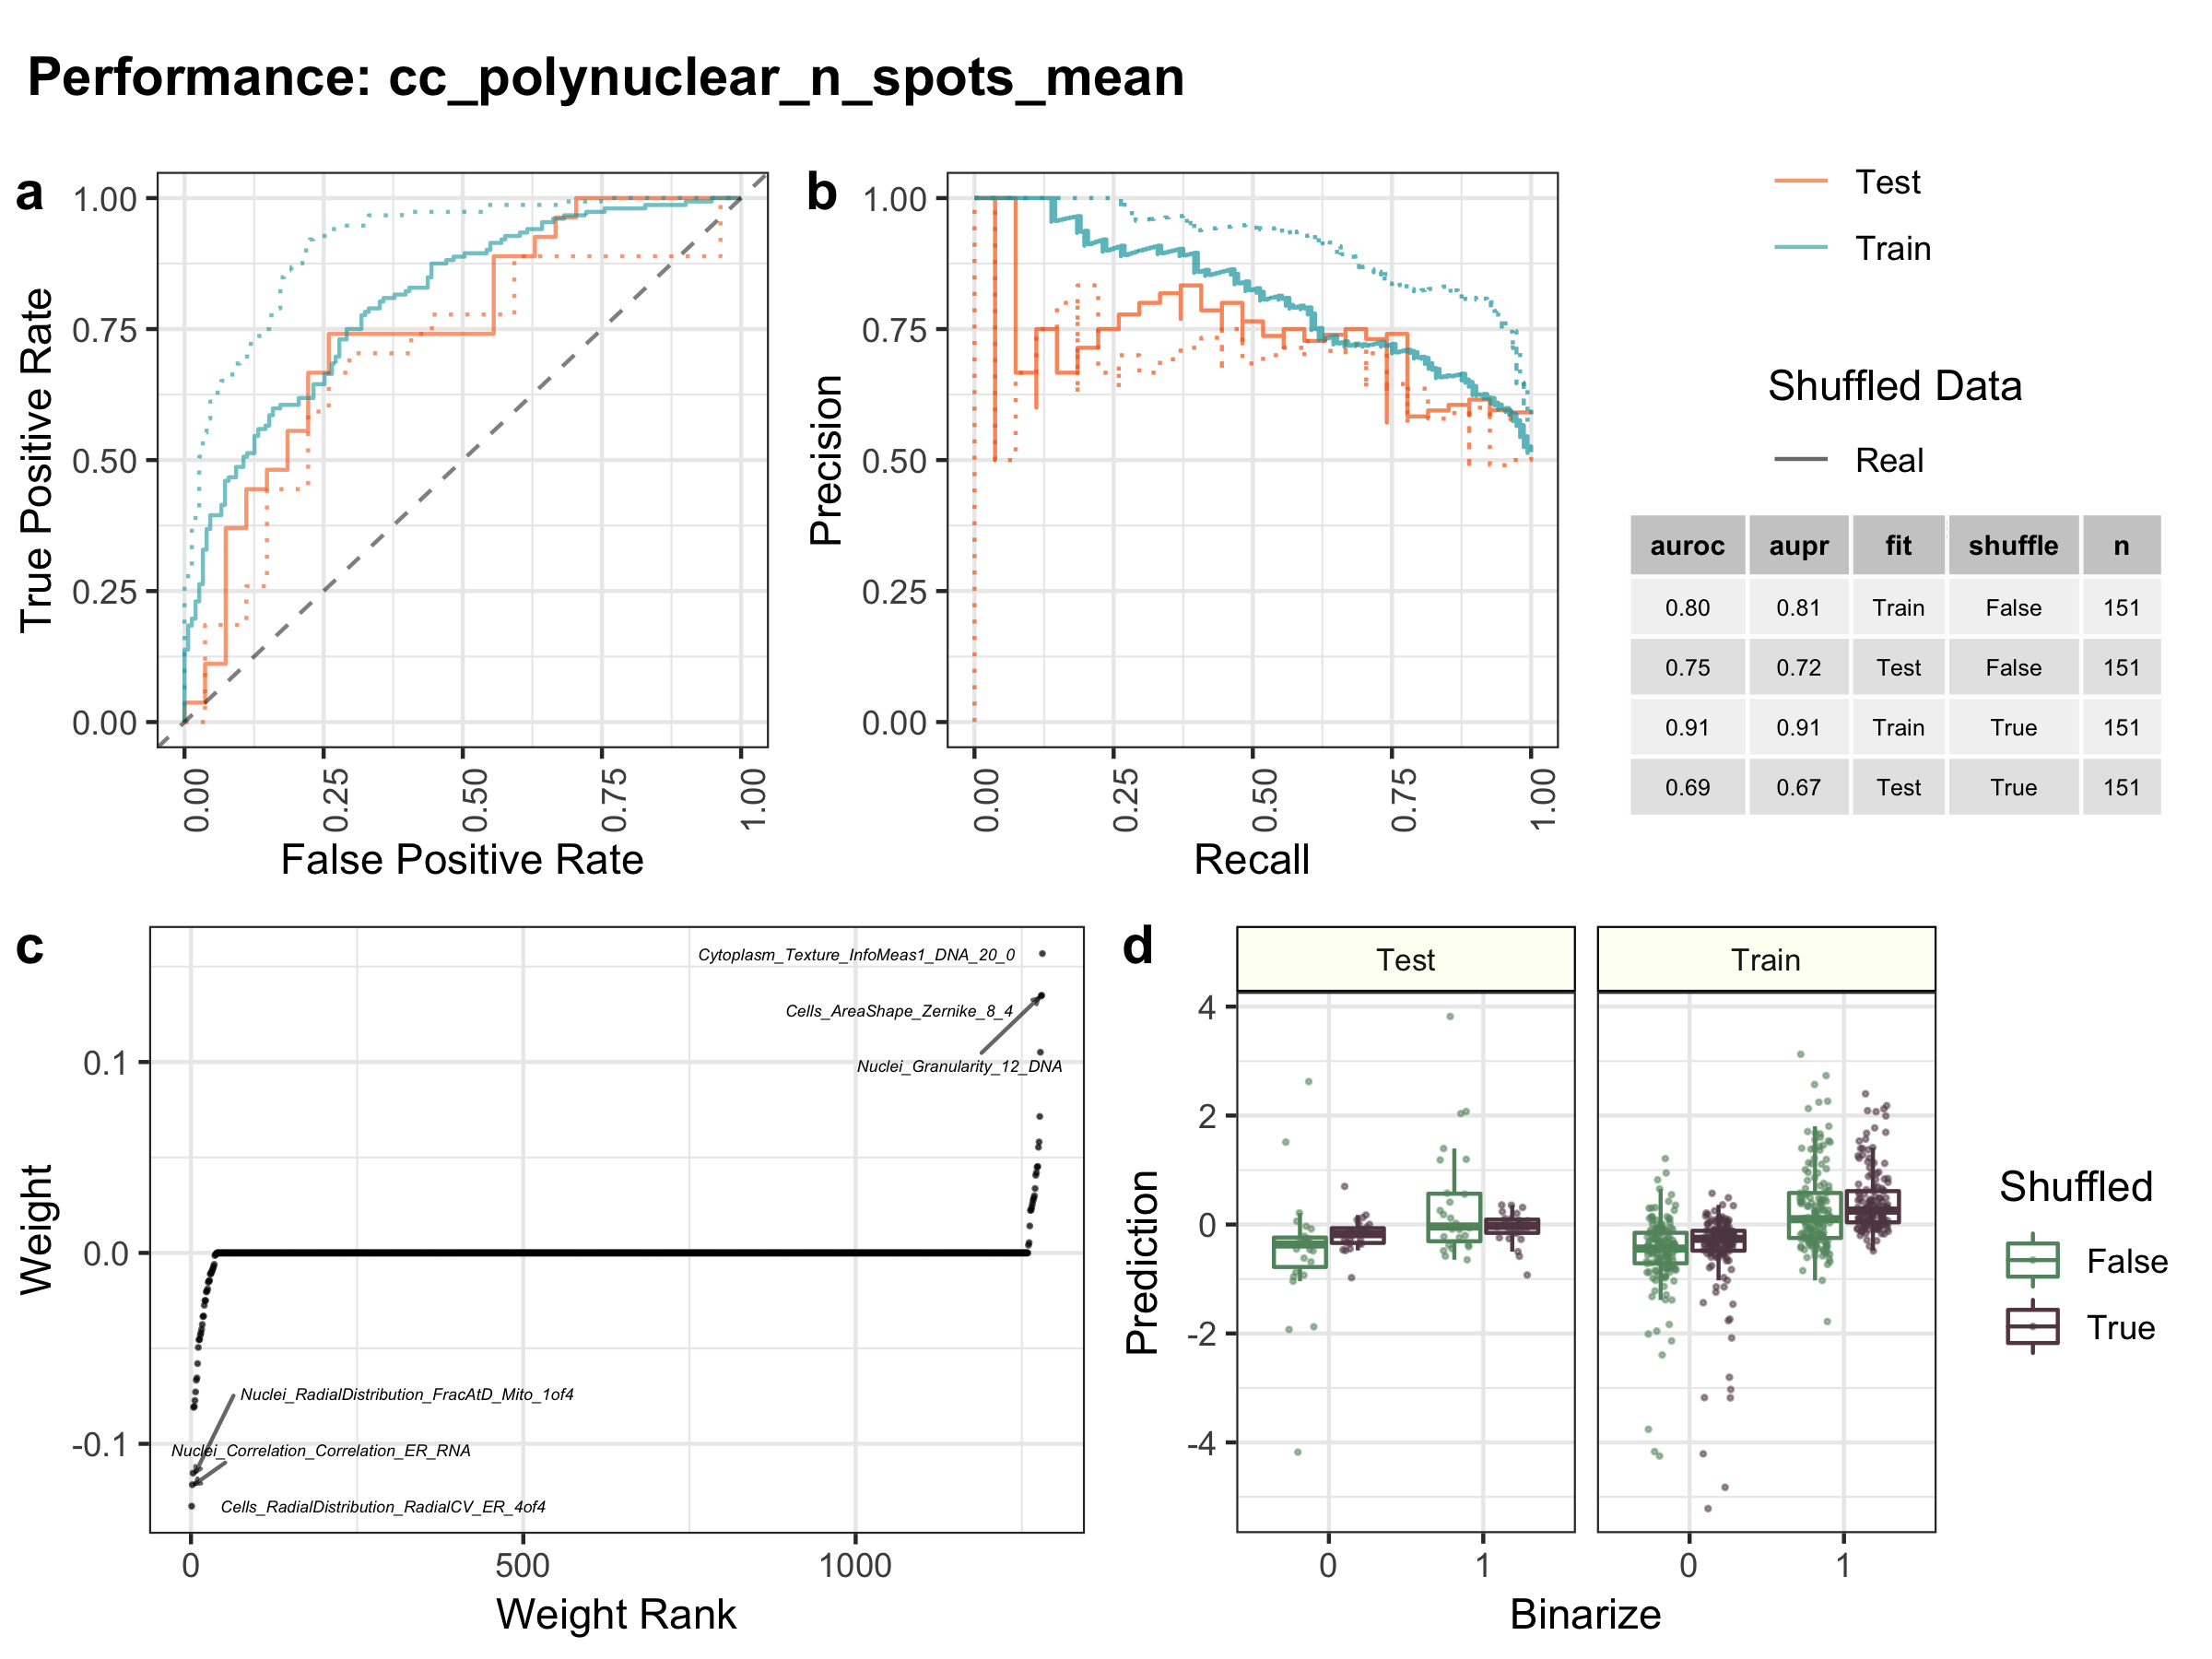 Performance: cc_polynuclear_n_spots_mean
a
1.00
0.75
0.50
0.25
0.00
True Positive Rate
0.00
0.25
0.50
0.75
1.00
False Positive Rate
b
1.00
0.75
0.50
0.25
0.00
Precision
0.00
0.25
0.50
0.75
1.00
Recall
Test
Train
Shuffled Data
Real
auroc aupr fit shuffle n
0.80 0.81 Train False 151
0.75 0.72 Test False 151
0.91 0.91 Train True 151
0.69 0.67 Test True 151
c
Cytoplasm_Texture_InfoMeas1_DNA_20_0
Cells_AreaShape_Zernike_8_4
Nuclei_Granularity_12_DNA
Nuclei_RadialDistribution_FracAtD_Mito_1of4
Nuclei_Correlation_Correlation_ER_RNA
Cells_RadialDistribution_RadialCV_ER_4of4
0.1
0.0
-0.1
Weight
0
500
1000
Weight Rank
d
Test
Train
4
2
0
-2
-4
Prediction
0
1
0
1
Binarize
Shuffled
False
True